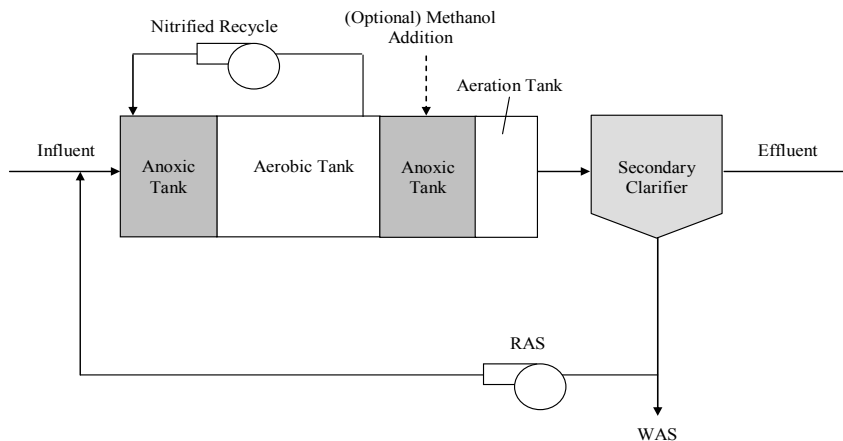 Nitrified Recycle
(Optional) Methanol
Addition
Aeration Tank
Influent
Anoxic
Tank
Aerobic Tank
Anoxic
Tank
Secondary
Clarifier
Effluent
RAS
WAS